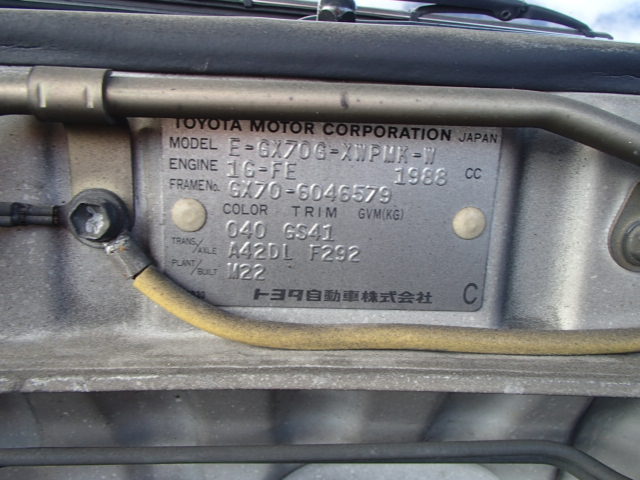 TOYOTA MOTOR CORPORATION JAPAN
MODEL E-GX70G-XWPMK-W
ENGINE 1G-FE 1988 CC
FRAME No. GX70-6046579
COLOR TRIM GVM(KG)
040 GS41
TRANS/AXLE A42DL F292
PLANT/BUILT M22
トヨタ自動車株式会社 C